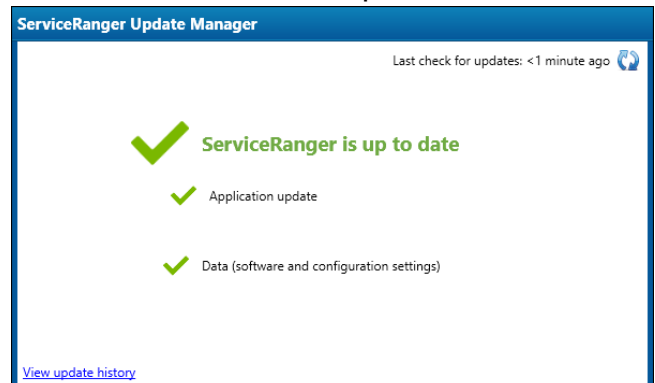 ServiceRanger Update Manager
Last check for updates: <1 minute ago
ServiceRanger is up to date
Application update
Data (software and configuration settings)
View update history